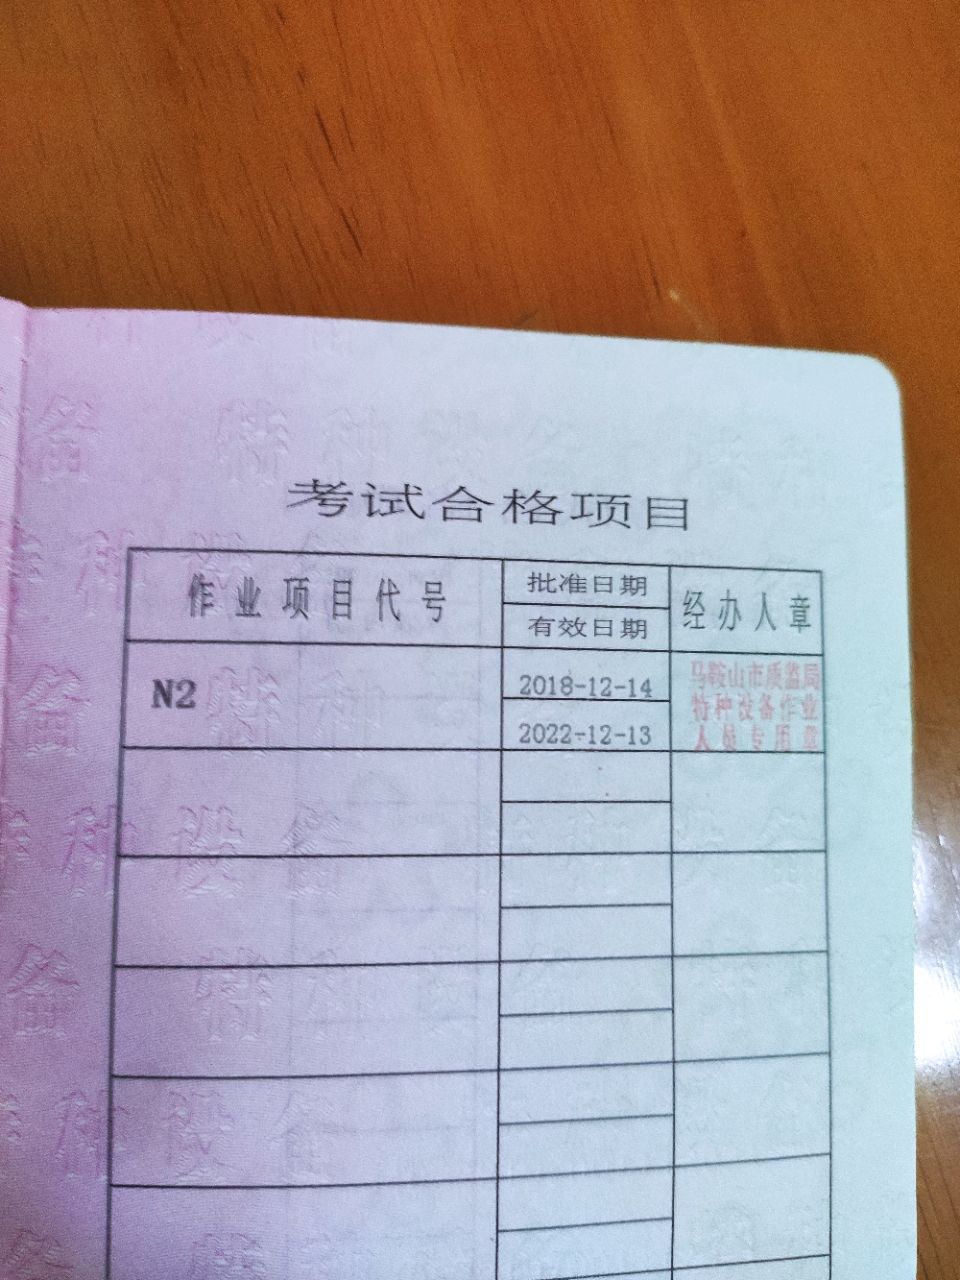 考试合格项目
作业项目代号
批准日期
有效日期
经办人章
N2
2018-12-14
2022-12-13
马鞍山市质监局
特种设备作业
人员专用章